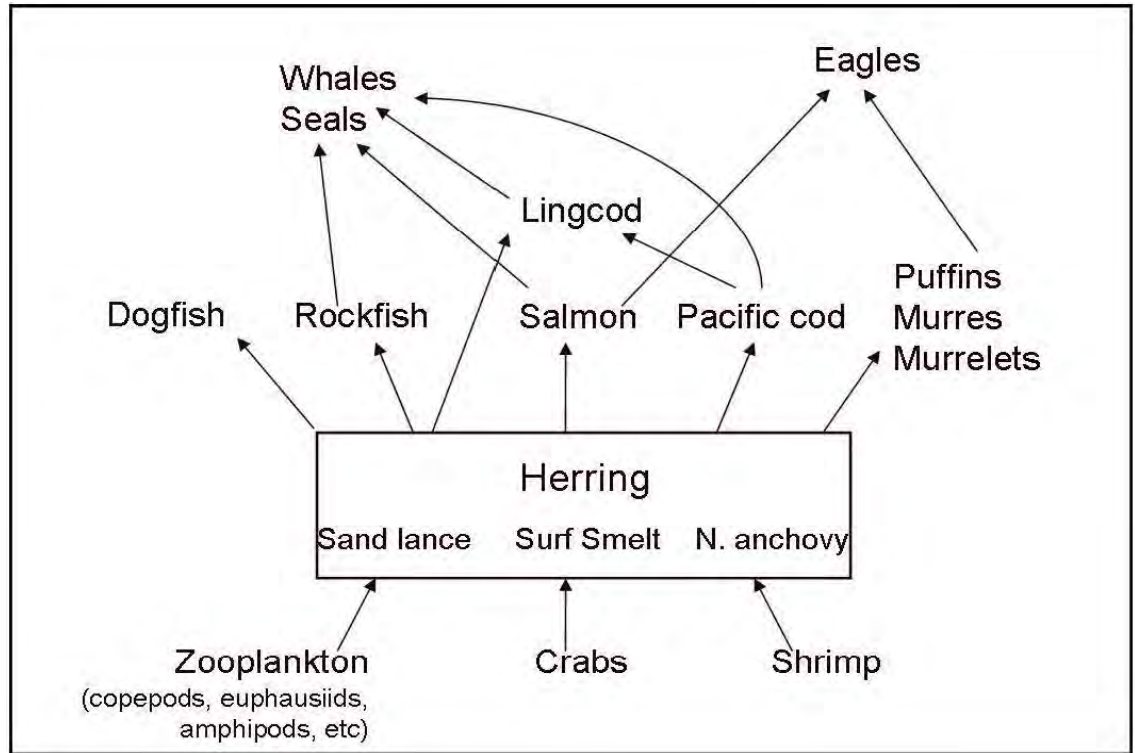 Whales
Seals
Eagles
Lingcod
Dogfish
Rockfish
Salmon
Pacific cod
Puffins
Murres
Murrelets
Herring
Sand lance
Surf Smelt
N. anchovy
Zooplankton
(copepods, euphausiids,
amphipods, etc)
Crabs
Shrimp